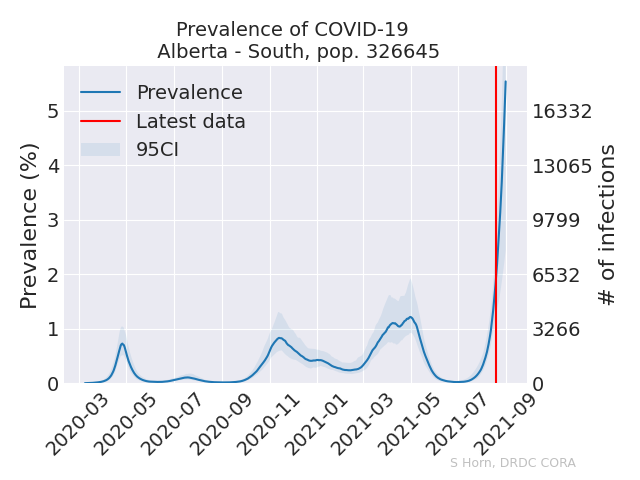 Prevalence of COVID-19
Alberta - South, pop. 326645
Prevalence
Latest data
95CI
Prevalence (%)
5
4
3
2
1
0
16332
13065
9799
6532
3266
0
# of infections
2020-03
2020-05
2020-07
2020-09
2020-11
2021-01
2021-03
2021-05
2021-07
2021-09
S Horn, DRDC CORA